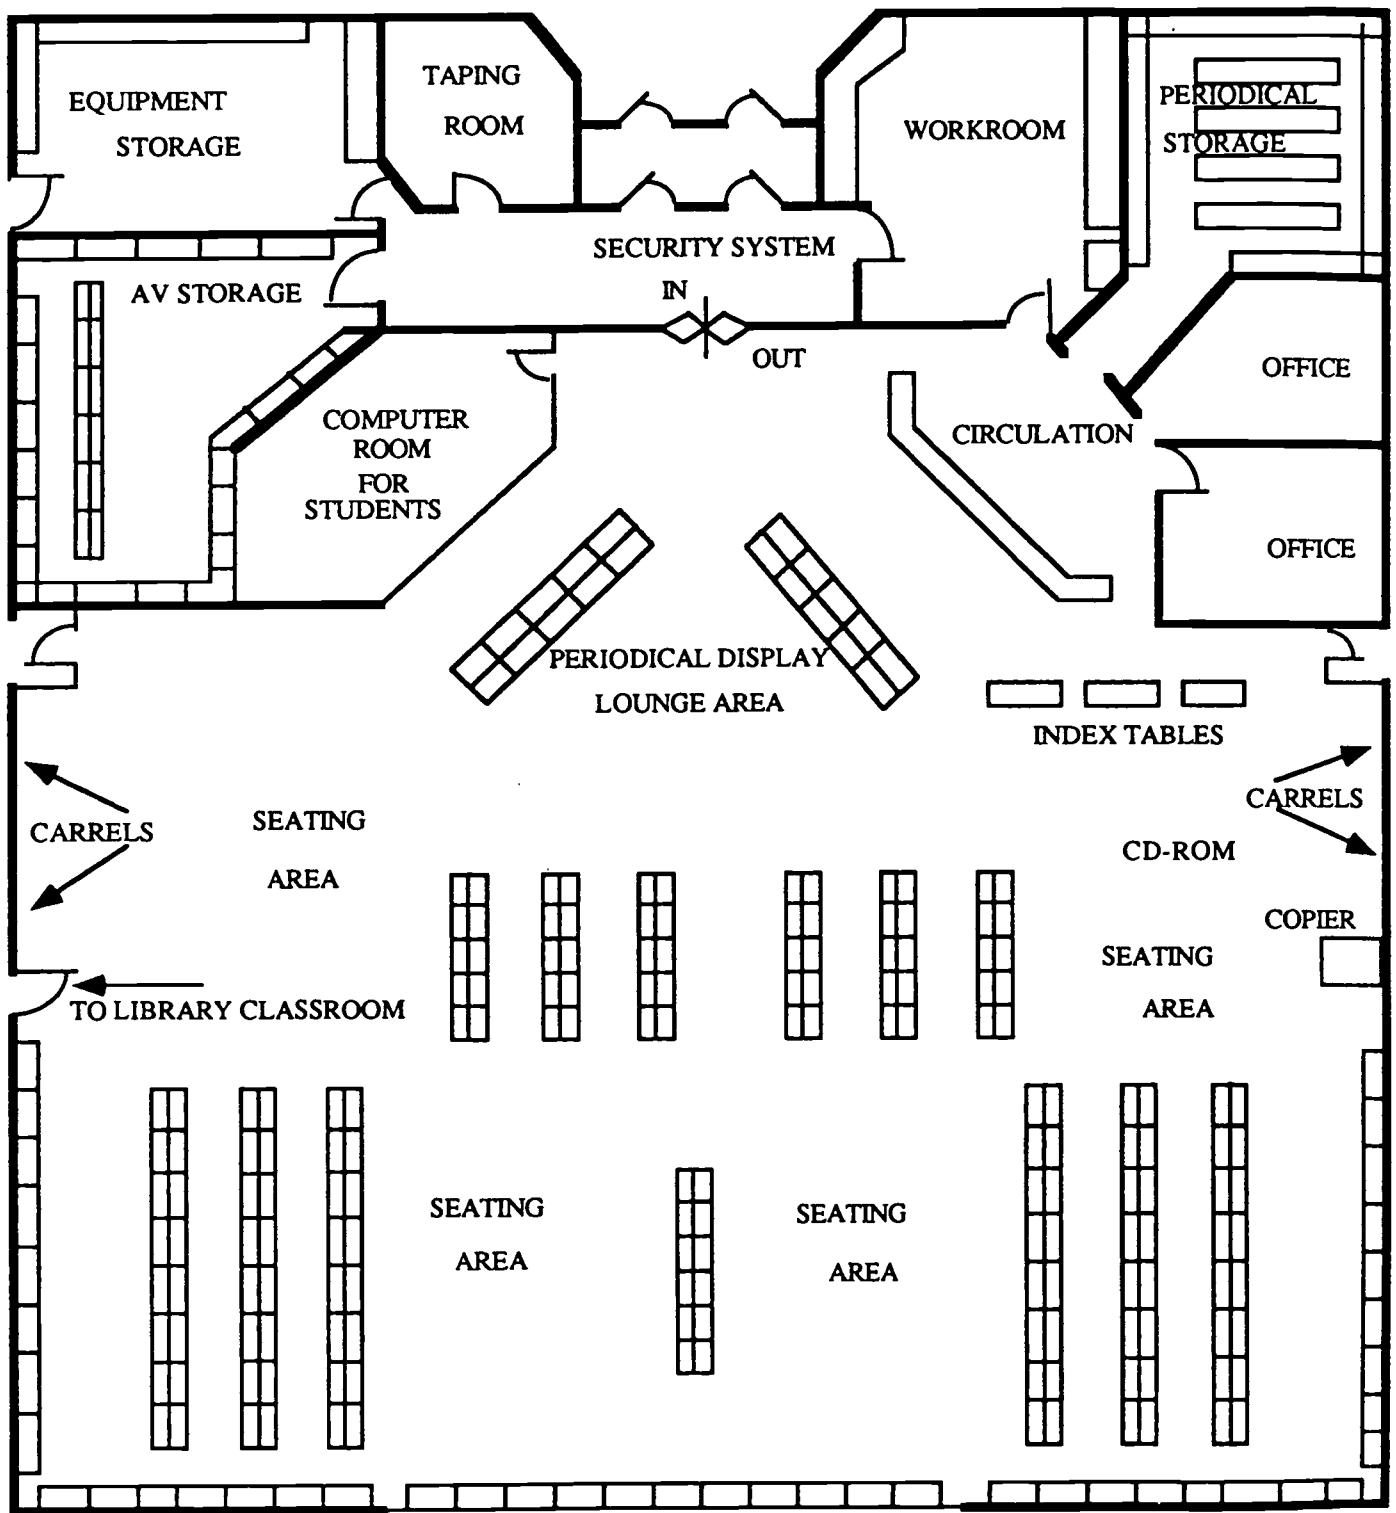 EQUIPMENT
STORAGE
TAPING
ROOM
WORKROOM
PERIODICAL
STORAGE
SECURITY SYSTEM
IN
OUT
AV STORAGE
OFFICE
COMPUTER
ROOM
FOR
STUDENTS
CIRCULATION
OFFICE
PERIODICAL DISPLAY
LOUNGE AREA
INDEX TABLES
CARRELS
SEATING
AREA
CARRELS
CD-ROM
COPIER
SEATING
AREA
TO LIBRARY CLASSROOM
SEATING
AREA
SEATING
AREA